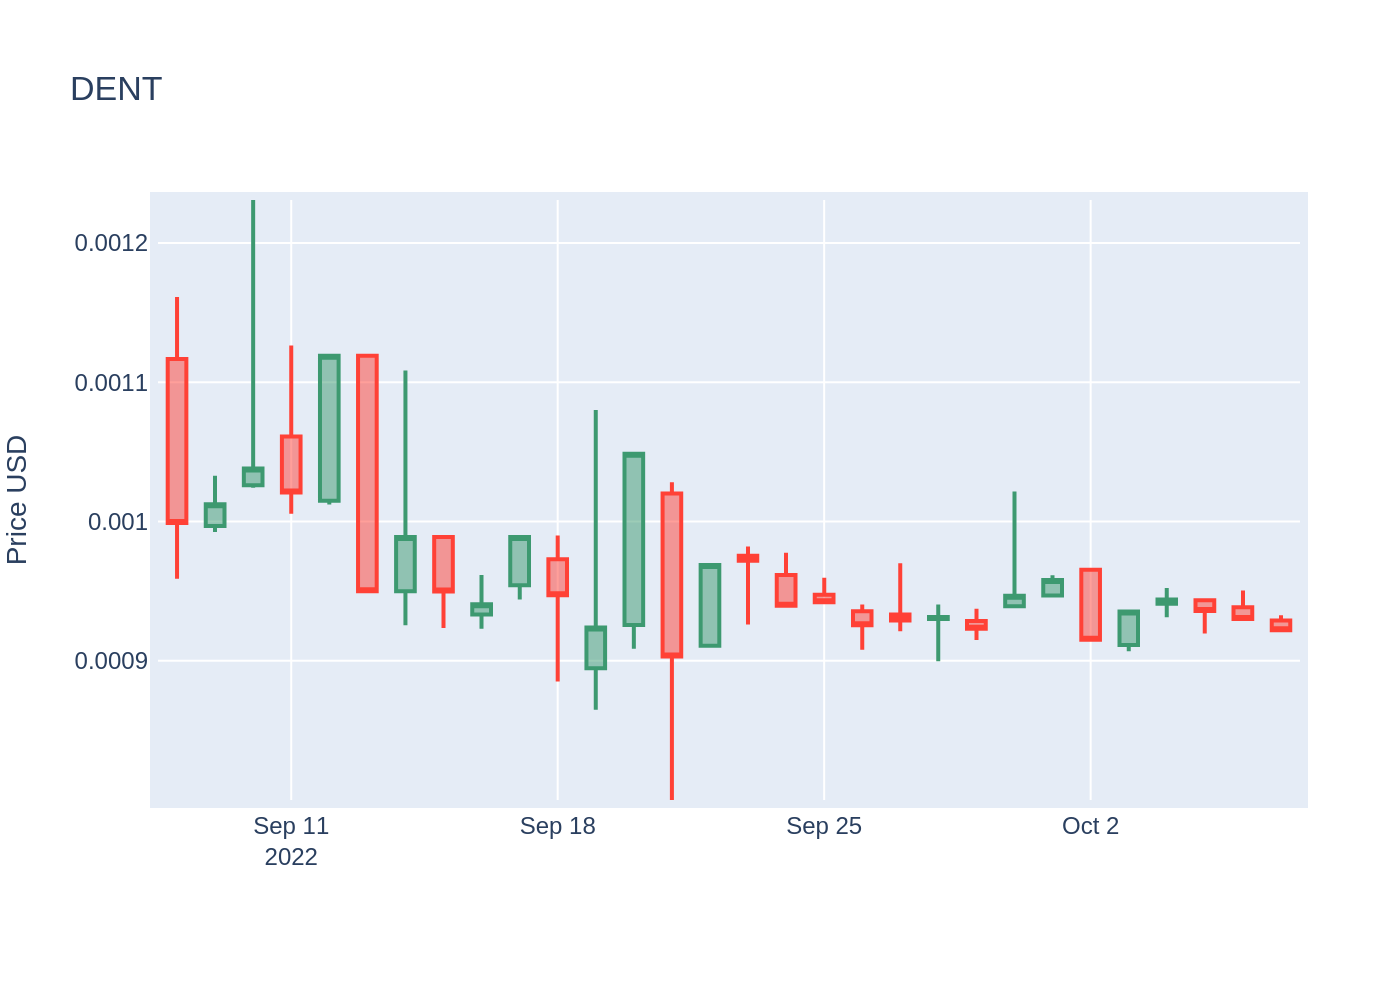 DENT
Price USD
0.0012
0.0011
0.001
0.0009
Sep 11
2022
Sep 18
Sep 25
Oct 2